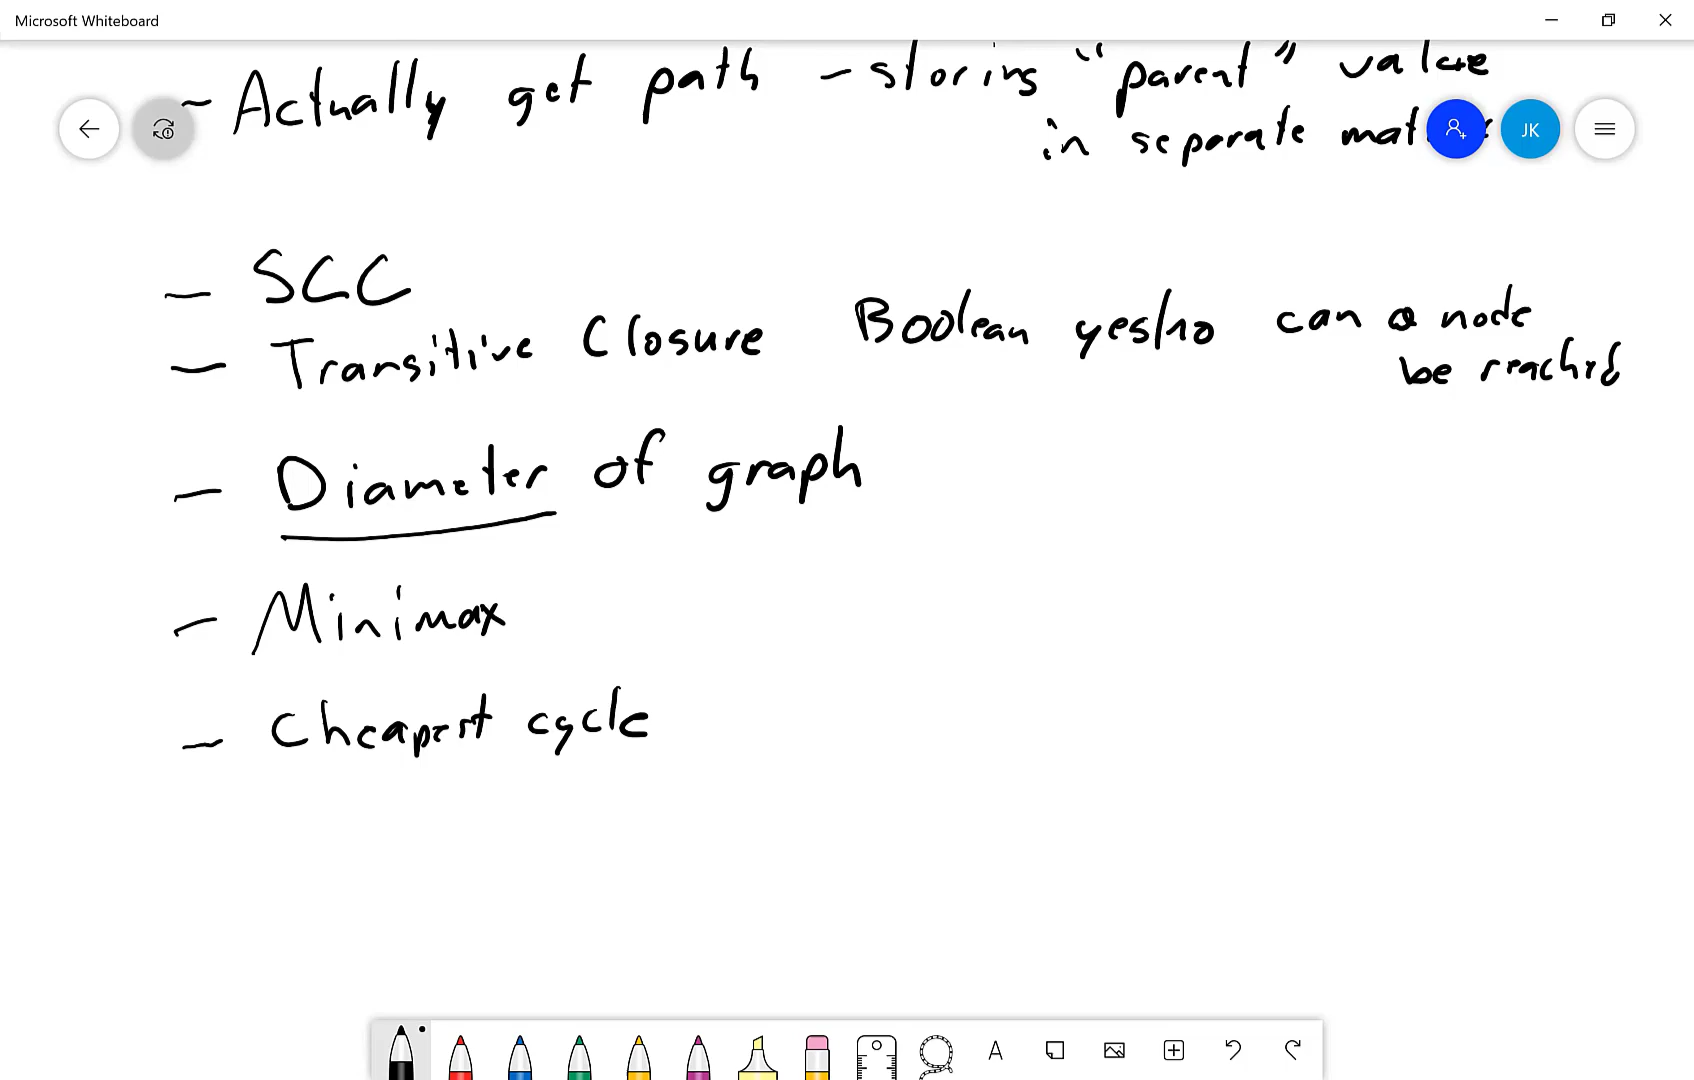 Microsoft Whiteboard
- Actually get path - storing "parent" value
in separate mat
JK
- SCC
- Transitive Closure Boolean yes/no can a node
be reached
- Diameter of graph
- Minimax
- Cheapest cycle
A